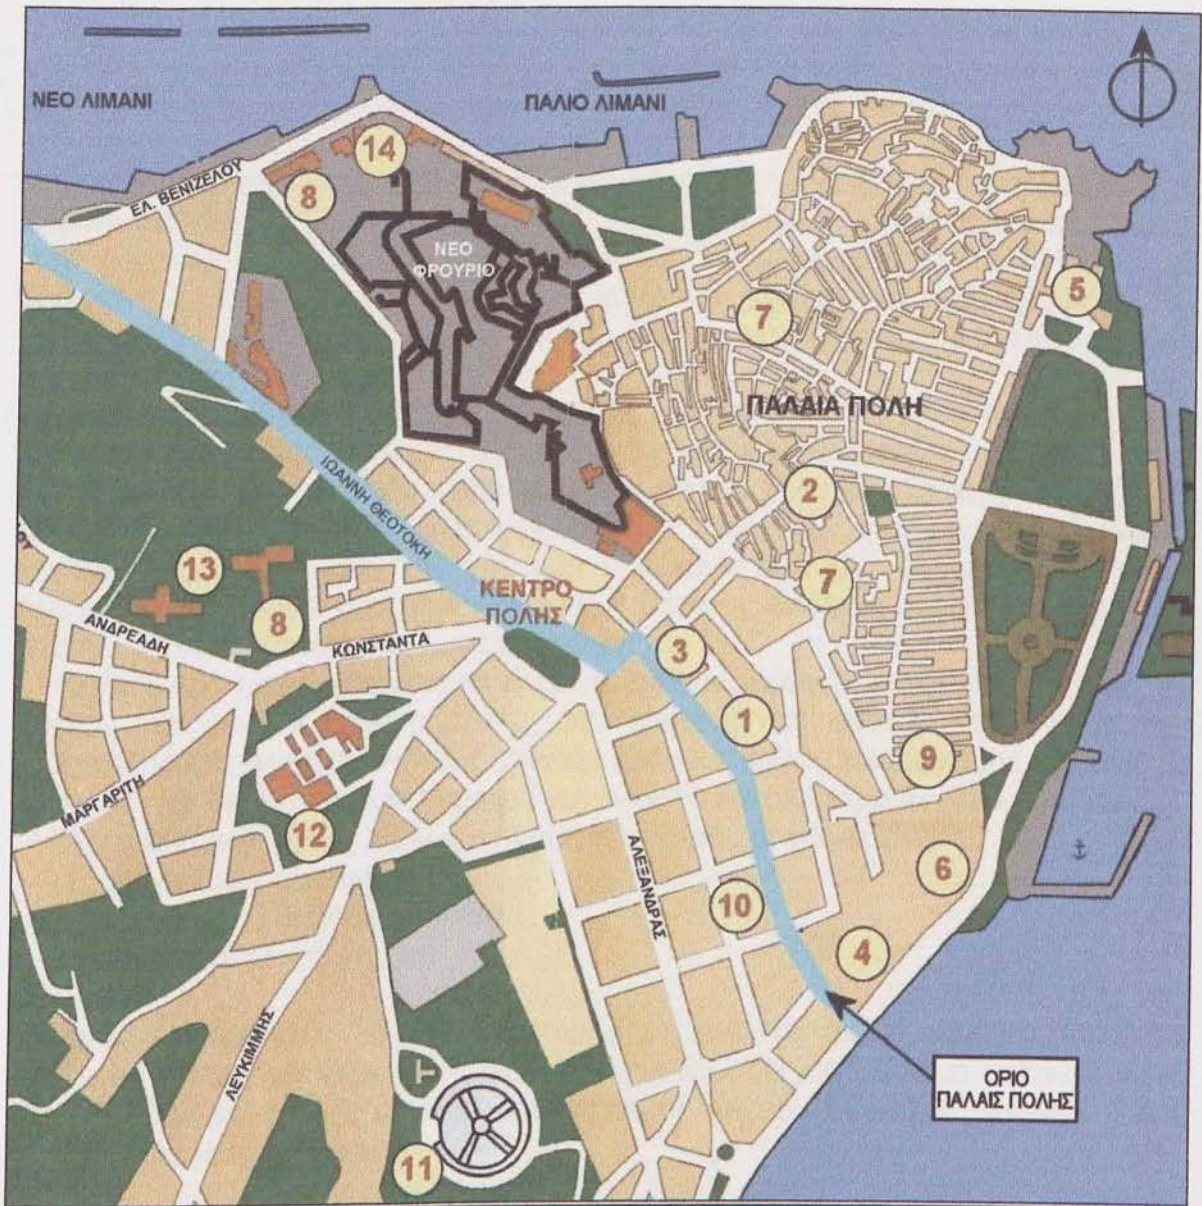 ΝΕΟ ΛΙΜΑΝΙ
ΠΑΛΙΟ ΛΙΜΑΝΙ
14
8
ΕΛ. ΒΕΝΙΖΕΛΟΥ
ΝΕΟ
ΦΡΟΥΡΙΟ
5
7
ΠΑΛΑΙΑ ΠΟΛΗ
ΙΩΑΝΝΗ ΘΕΟΤΟΚΗ
2
13
7
ΚΕΝΤΡΟ
ΠΟΛΗΣ
8
ΑΝΔΡΕΑΔΗ
ΚΩΝΣΤΑΝΤΑ
3
1
9
ΜΑΡΓΑΡΙΤΗ
12
ΑΛΕΞΑΝΔΡΑΣ
6
10
4
ΛΕΥΚΙΜΜΗΣ
ΟΡΙΟ
ΠΑΛΑΙΣ ΠΟΛΗΣ
11